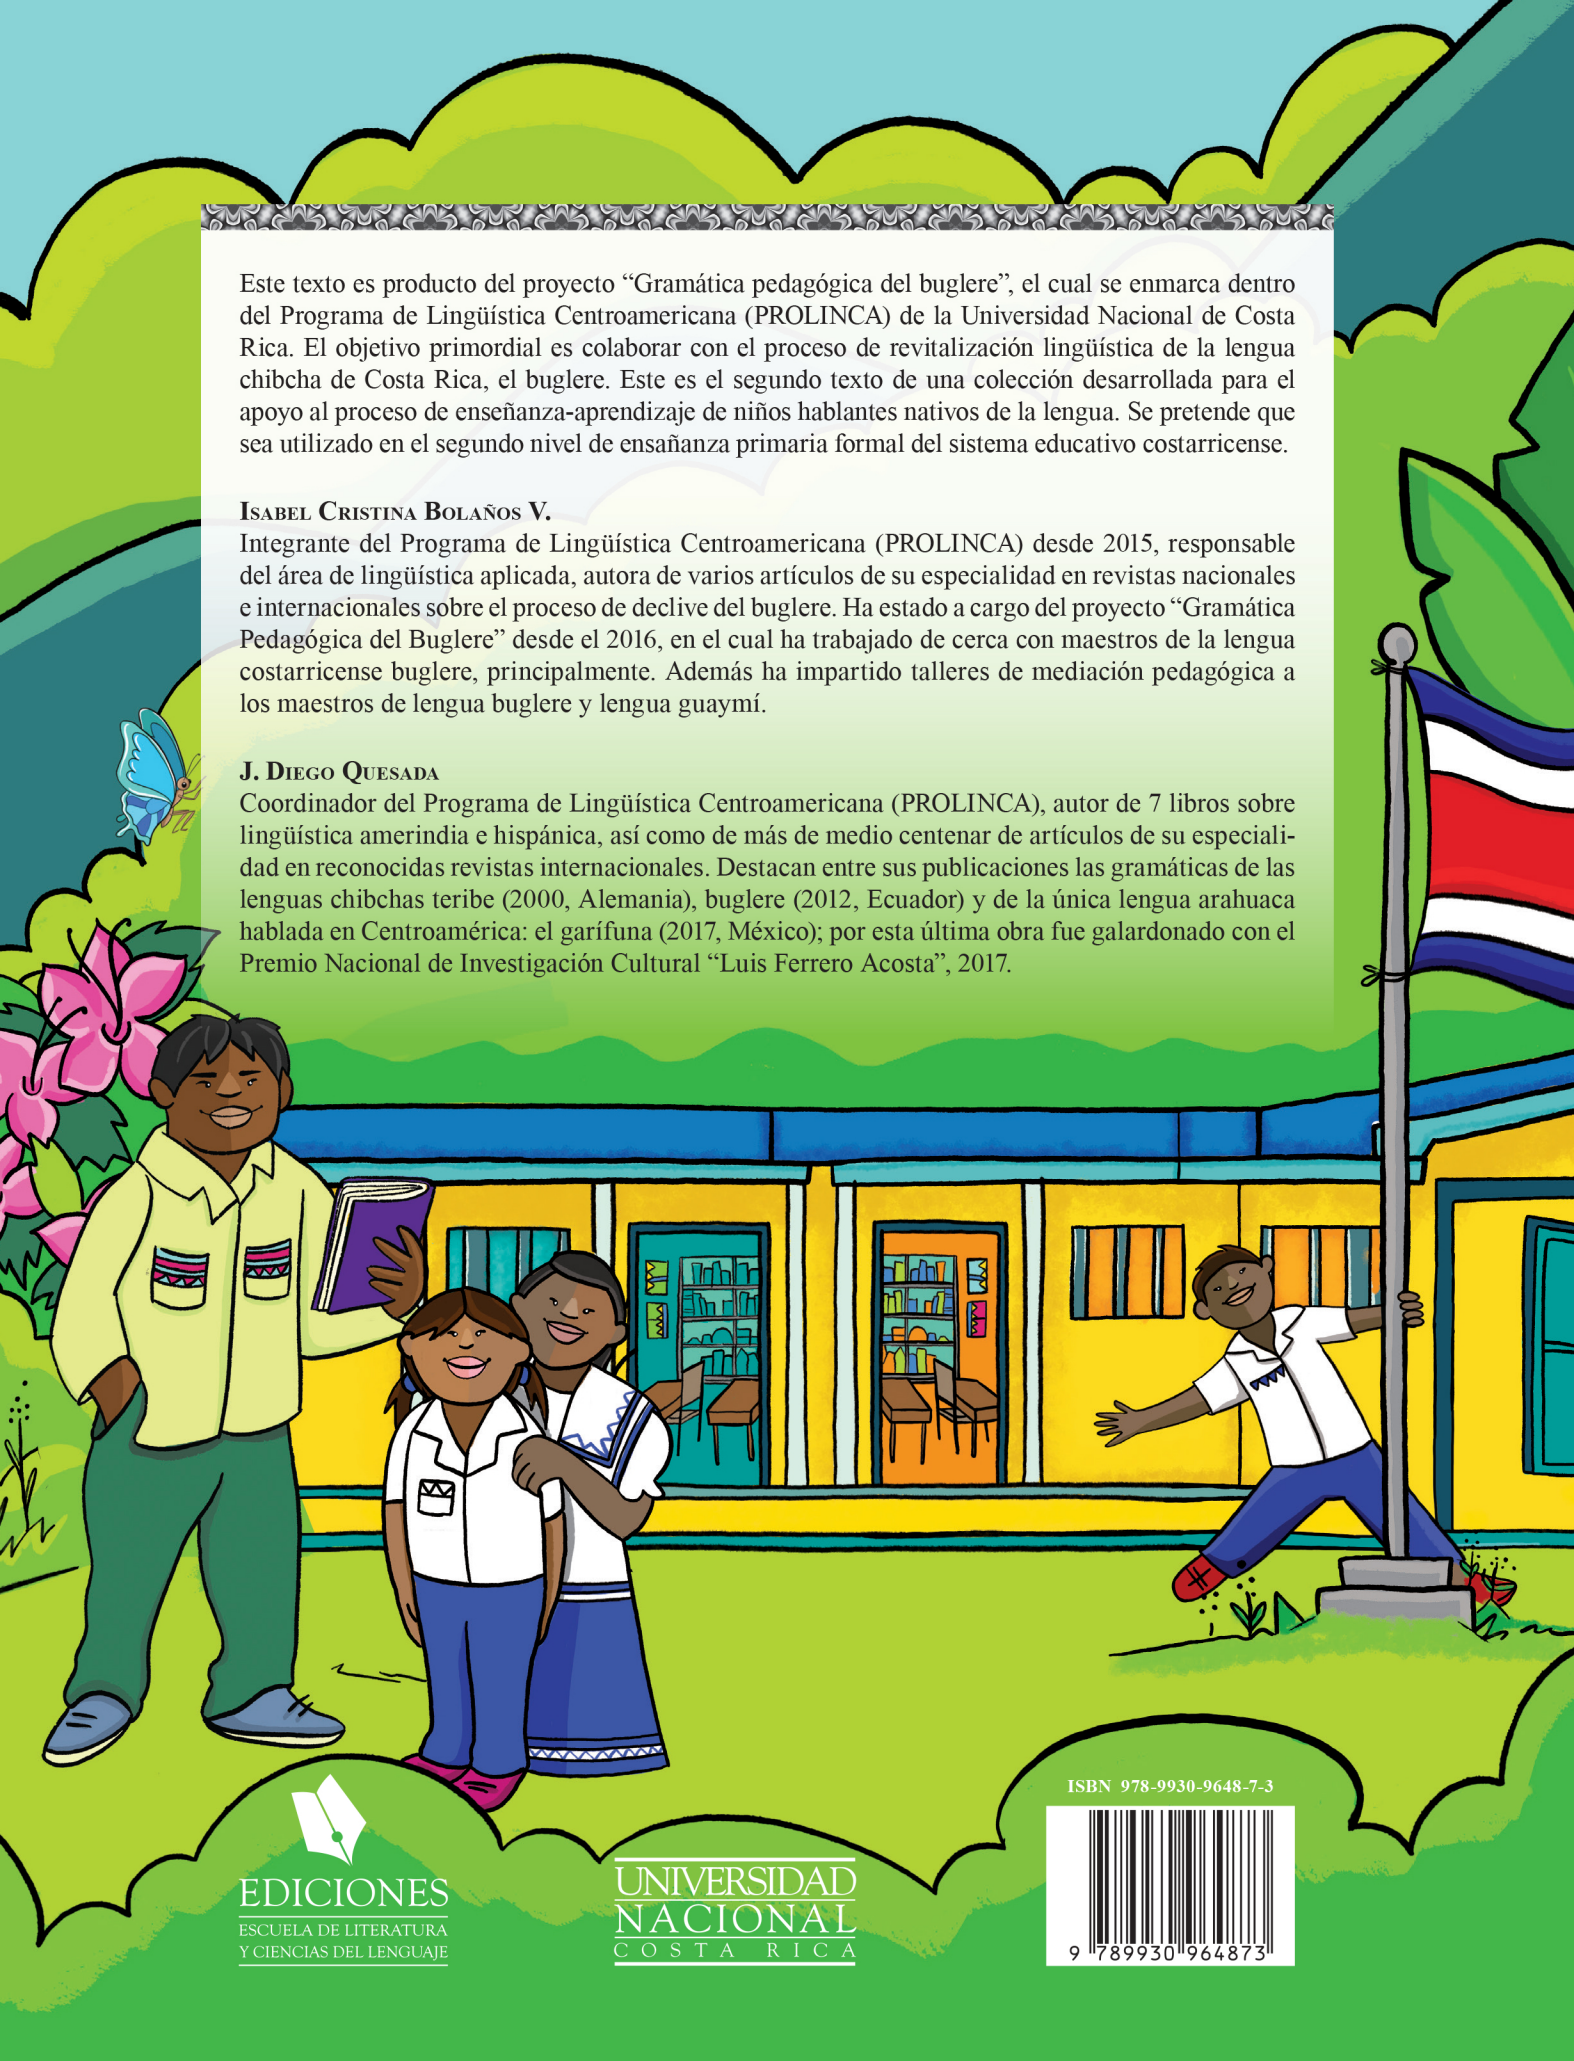 Este texto es producto del proyecto “Gramática pedagógica del buglere”, el cual se enmarca dentro
del Programa de Lingüística Centroamericana (PROLINCA) de la Universidad Nacional de Costa
Rica. El objetivo primordial es colaborar con el proceso de revitalización lingüística de la lengua
chibcha de Costa Rica, el buglere. Este es el segundo texto de una colección desarrollada para el
apoyo al proceso de enseñanza-aprendizaje de niños hablantes nativos de la lengua. Se pretende que
sea utilizado en el segundo nivel de ensañanza primaria formal del sistema educativo costarricense.
Isabel Cristina Bolaños V.
Integrante del Programa de Lingüística Centroamericana (PROLINCA) desde 2015, responsable
del área de lingüística aplicada, autora de varios artículos de su especialidad en revistas nacionales
e internacionales sobre el proceso de declive del buglere. Ha estado a cargo del proyecto “Gramática
Pedagógica del Buglere” desde el 2016, en el cual ha trabajado de cerca con maestros de la lengua
costarricense buglere, principalmente. Además ha impartido talleres de mediación pedagógica a
los maestros de lengua buglere y lengua guaymí.
J. Diego Quesada
Coordinador del Programa de Lingüística Centroamericana (PROLINCA), autor de 7 libros sobre
lingüística amerindia e hispánica, así como de más de medio centenar de artículos de su especiali-
dad en reconocidas revistas internacionales. Destacan entre sus publicaciones las gramáticas de las
lenguas chibchas teribe (2000, Alemania), buglere (2012, Ecuador) y de la única lengua arahuaca
hablada en Centroamérica: el garífuna (2017, México); por esta última obra fue galardonado con el
Premio Nacional de Investigación Cultural “Luis Ferrero Acosta”, 2017.
EDICIONES
ESCUELA DE LITERATURA
Y CIENCIAS DEL LENGUAJE
UNIVERSIDAD
NACIONAL
COSTA RICA
ISBN 978-9930-9648-7-3
9 789930 964873